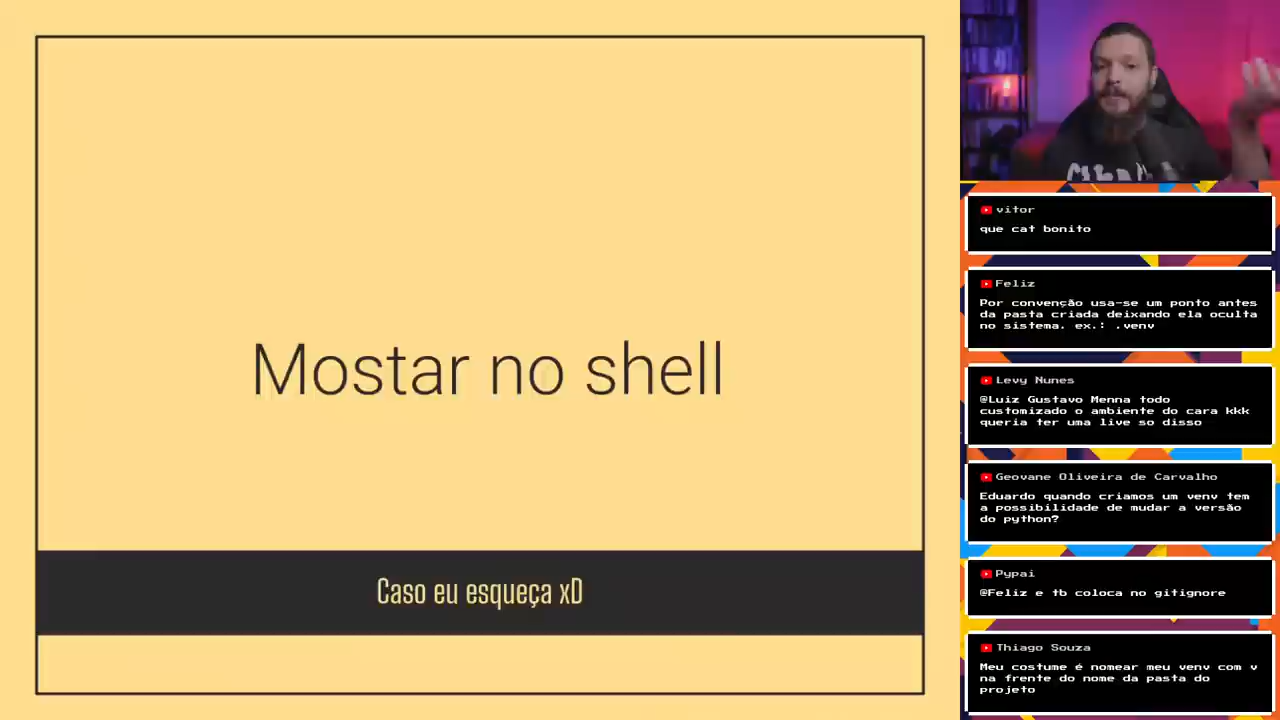 Mostar no shell
Caso eu esqueça xD
vitor
que cat bonito
Feliz
Por convenção usa-se um ponto antes
da pasta criada deixando ela oculta
no sistema. ex.: .venv
Levy Nunes
@Luiz Gustavo Menna todo
customizado o ambiente do cara kkk
queria ter uma live so disso
Geovane Oliveira de Carvalho
Eduardo quando criamos um venv tem
a possibilidade de mudar a versão
do python?
Pypai
@Feliz e tb coloca no gitignore
Thiago Souza
Meu costume é nomear meu venv com v
na frente do nome da pasta do
projeto